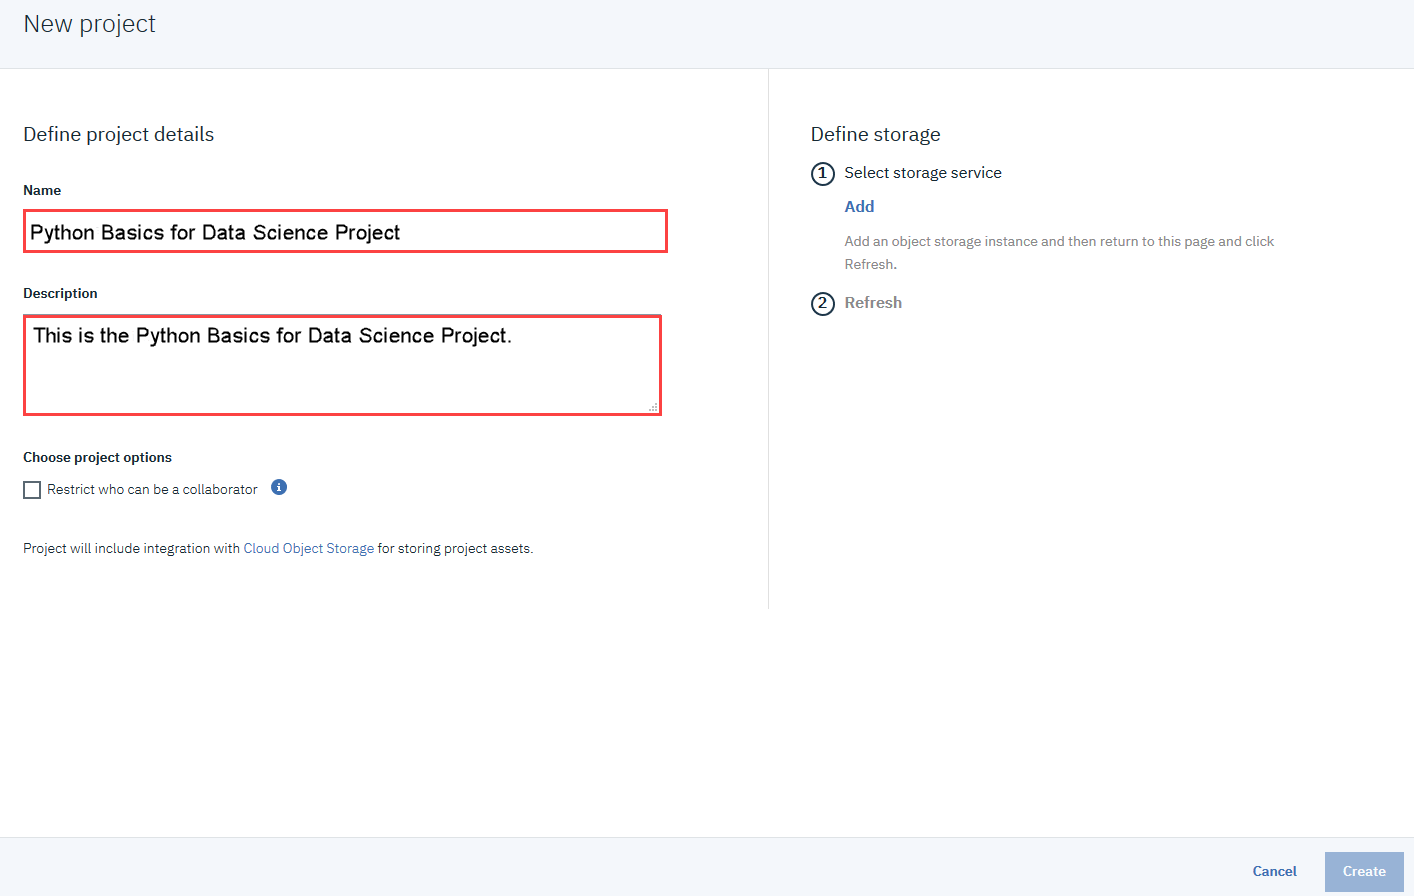 New project
Define project details
Name
Python Basics for Data Science Project
Description
This is the Python Basics for Data Science Project.
Choose project options
Restrict who can be a collaborator
Project will include integration with Cloud Object Storage for storing project assets.
Define storage
1 Select storage service
Add
Add an object storage instance and then return to this page and click
Refresh.
2 Refresh
Cancel
Create